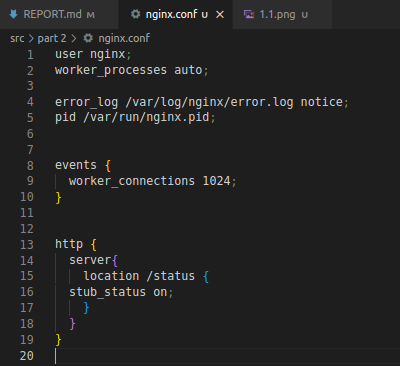 REPORT.md M nginx.conf U 1.1.png U
src > part 2 > nginx.conf
1 user nginx;
2 worker_processes auto;
3
4 error_log /var/log/nginx/error.log notice;
5 pid /var/run/nginx.pid;
6
7
8 events {
9 worker_connections 1024;
10 }
11
12
13 http {
14 server{
15 location /status {
16 stub_status on;
17 }
18 }
19 }
20